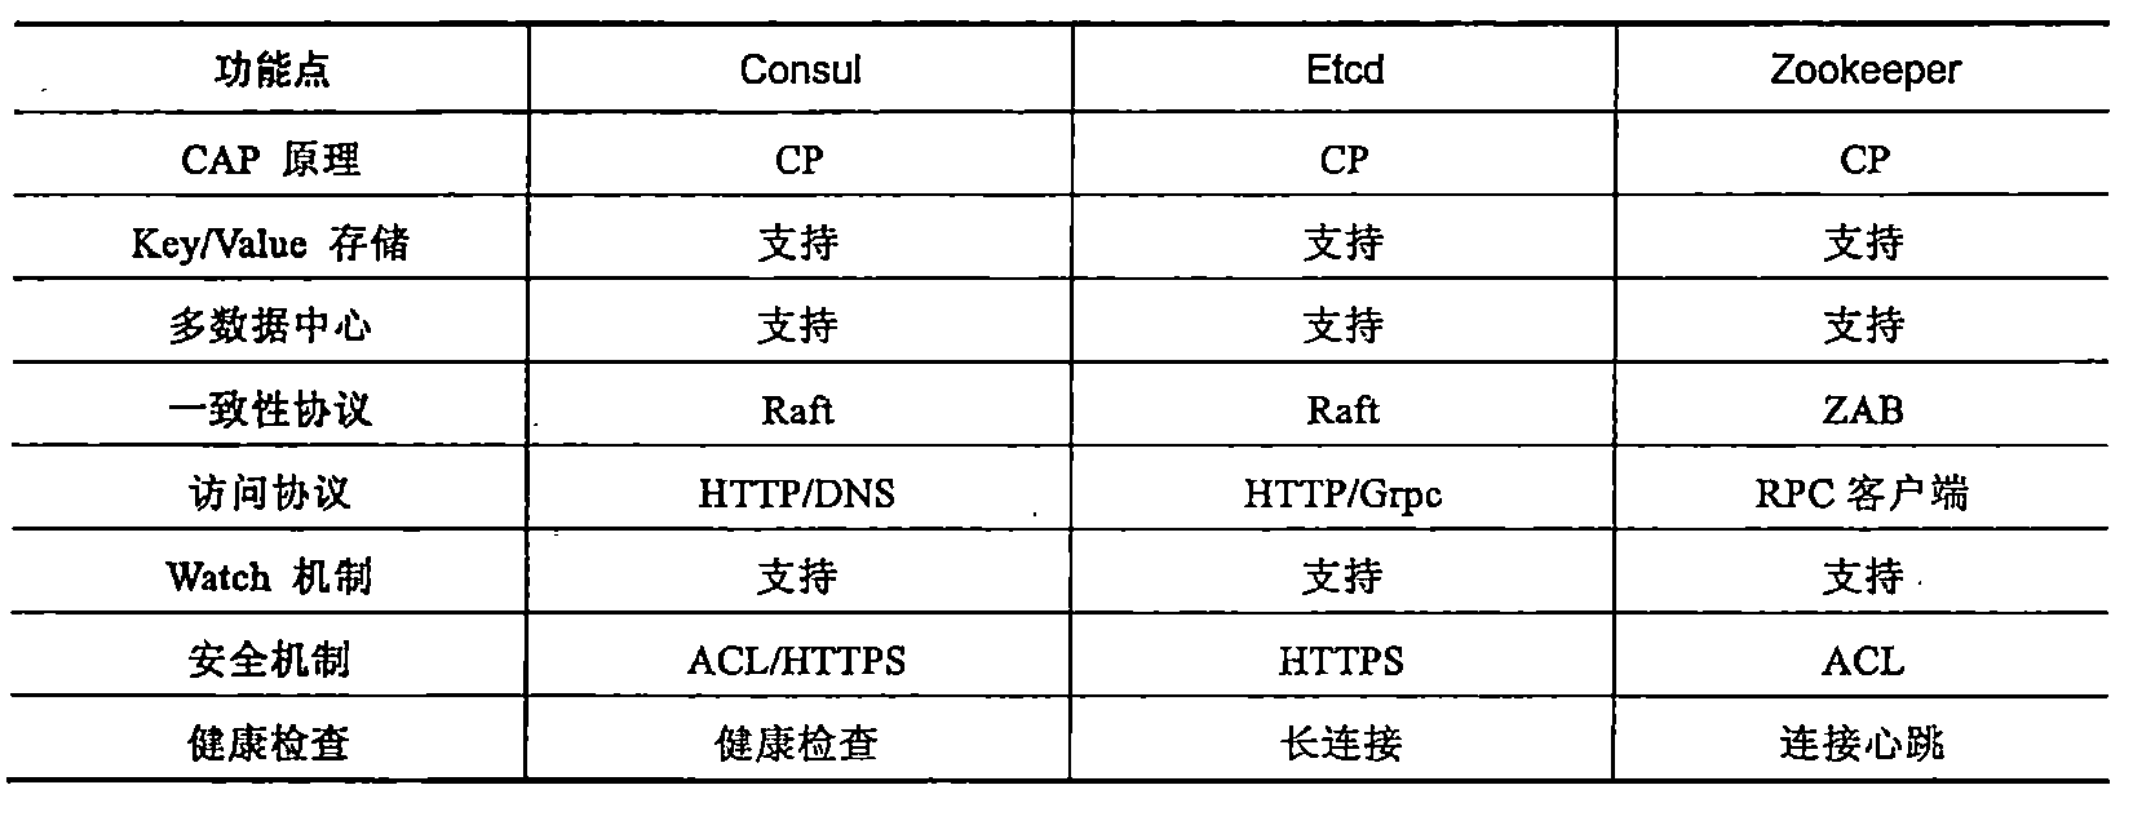 功能点 Consul Etcd Zookeeper
CAP 原理 CP CP CP
Key/Value 存储 支持 支持 支持
多数据中心 支持 支持 支持
一致性协议 Raft Raft ZAB
访问协议 HTTP/DNS HTTP/Grpc RPC 客户端
Watch 机制 支持 支持 支持
安全机制 ACL/HTTPS HTTPS ACL
健康检查 健康检查 长连接 连接心跳